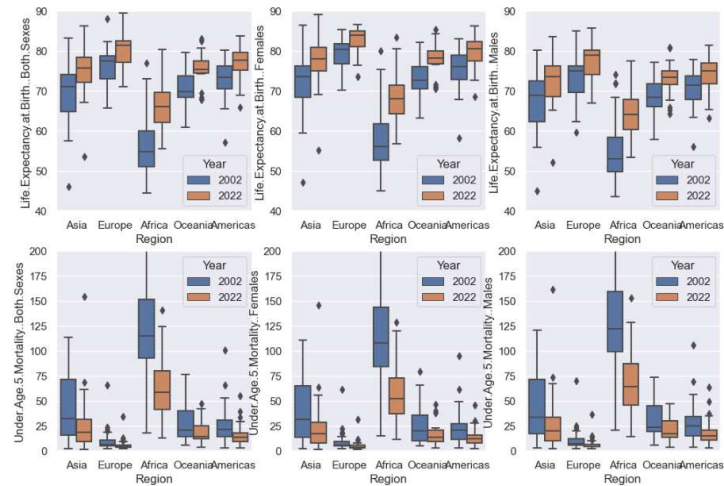 Life.Expectancy.at.Birth..Both.Sexes
90
80
70
60
50
40
Year
2002
2022
Asia Europe Africa Oceania Americas
Region
Life.Expectancy.at.Birth..Females
90
80
70
60
50
40
Year
2002
2022
Asia Europe Africa Oceania Americas
Region
Life.Expectancy.at.Birth..Males
90
80
70
60
50
40
Year
2002
2022
Asia Europe Africa Oceania Americas
Region
Under.Age.5.Mortality..Both.Sexes
200
175
150
125
100
75
50
25
0
Year
2002
2022
Asia Europe Africa Oceania Americas
Region
Under.Age.5.Mortality..Females
200
175
150
125
100
75
50
25
0
Year
2002
2022
Asia Europe Africa Oceania Americas
Region
Under.Age.5.Mortality..Males
200
175
150
125
100
75
50
25
0
Year
2002
2022
Asia Europe Africa Oceania Americas
Region